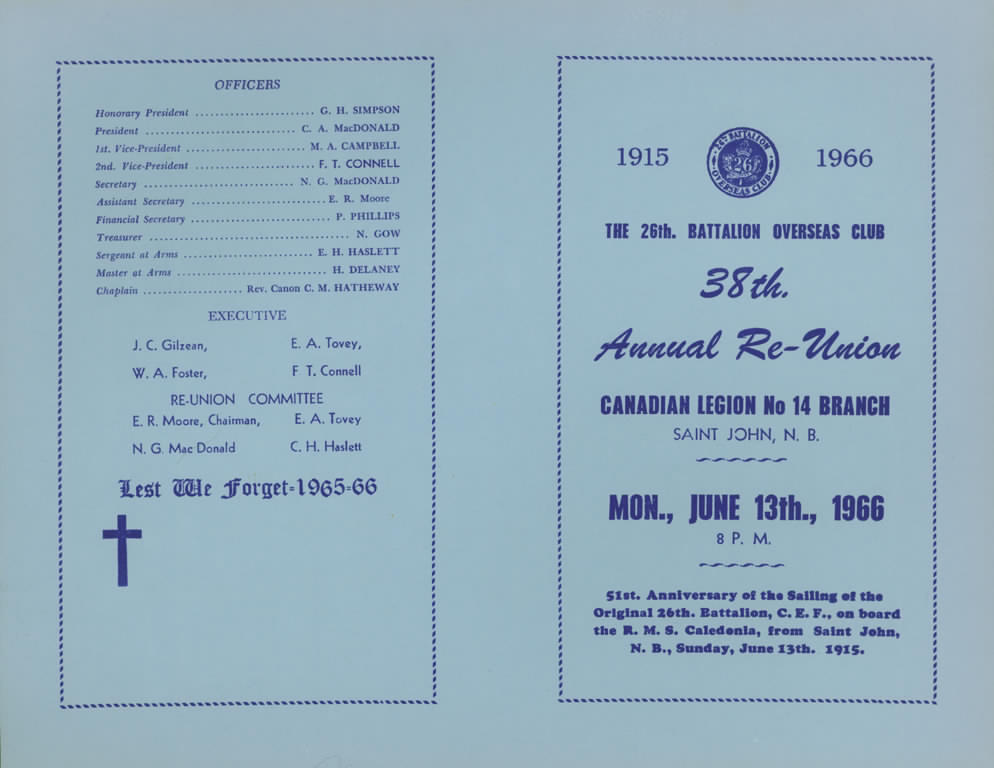 OFFICERS
Honorary President ........................ G. H. SIMPSON
President .............................. C. A. MacDONALD
1st. Vice-President ........................ M. A. CAMPBELL
2nd. Vice-President ........................ F. T. CONNELL
Secretary .............................. N. G. MacDONALD
Assistant Secretary ........................... E. R. Moore
Financial Secretary ............................ P. PHILLIPS
Treasurer ........................................ N. GOW
Sergeant at Arms .......................... E. H. HASLETT
Master at Arms .............................. H. DELANEY
Chaplain .................... Rev. Canon C. M. HATHEWAY
EXECUTIVE
J. C. Gilzean, E. A. Tovey,
W. A. Foster, F T. Connell
RE-UNION COMMITTEE
E. R. Moore, Chairman, E. A. Tovey
N. G. Mac Donald C. H. Haslett
Lest We Forget-1965-66
1915 1966
26TH BATTALION
26
OVERSEAS CLUB
THE 26th. BATTALION OVERSEAS CLUB
38th.
Annual Re-Union
CANADIAN LEGION No 14 BRANCH
SAINT JOHN, N. B.
MON., JUNE 13th., 1966
8 P. M.
51st. Anniversary of the Sailing of the
Original 26th. Battalion, C. E. F., on board
the R. M. S. Caledonia, from Saint John,
N. B., Sunday, June 13th. 1915.